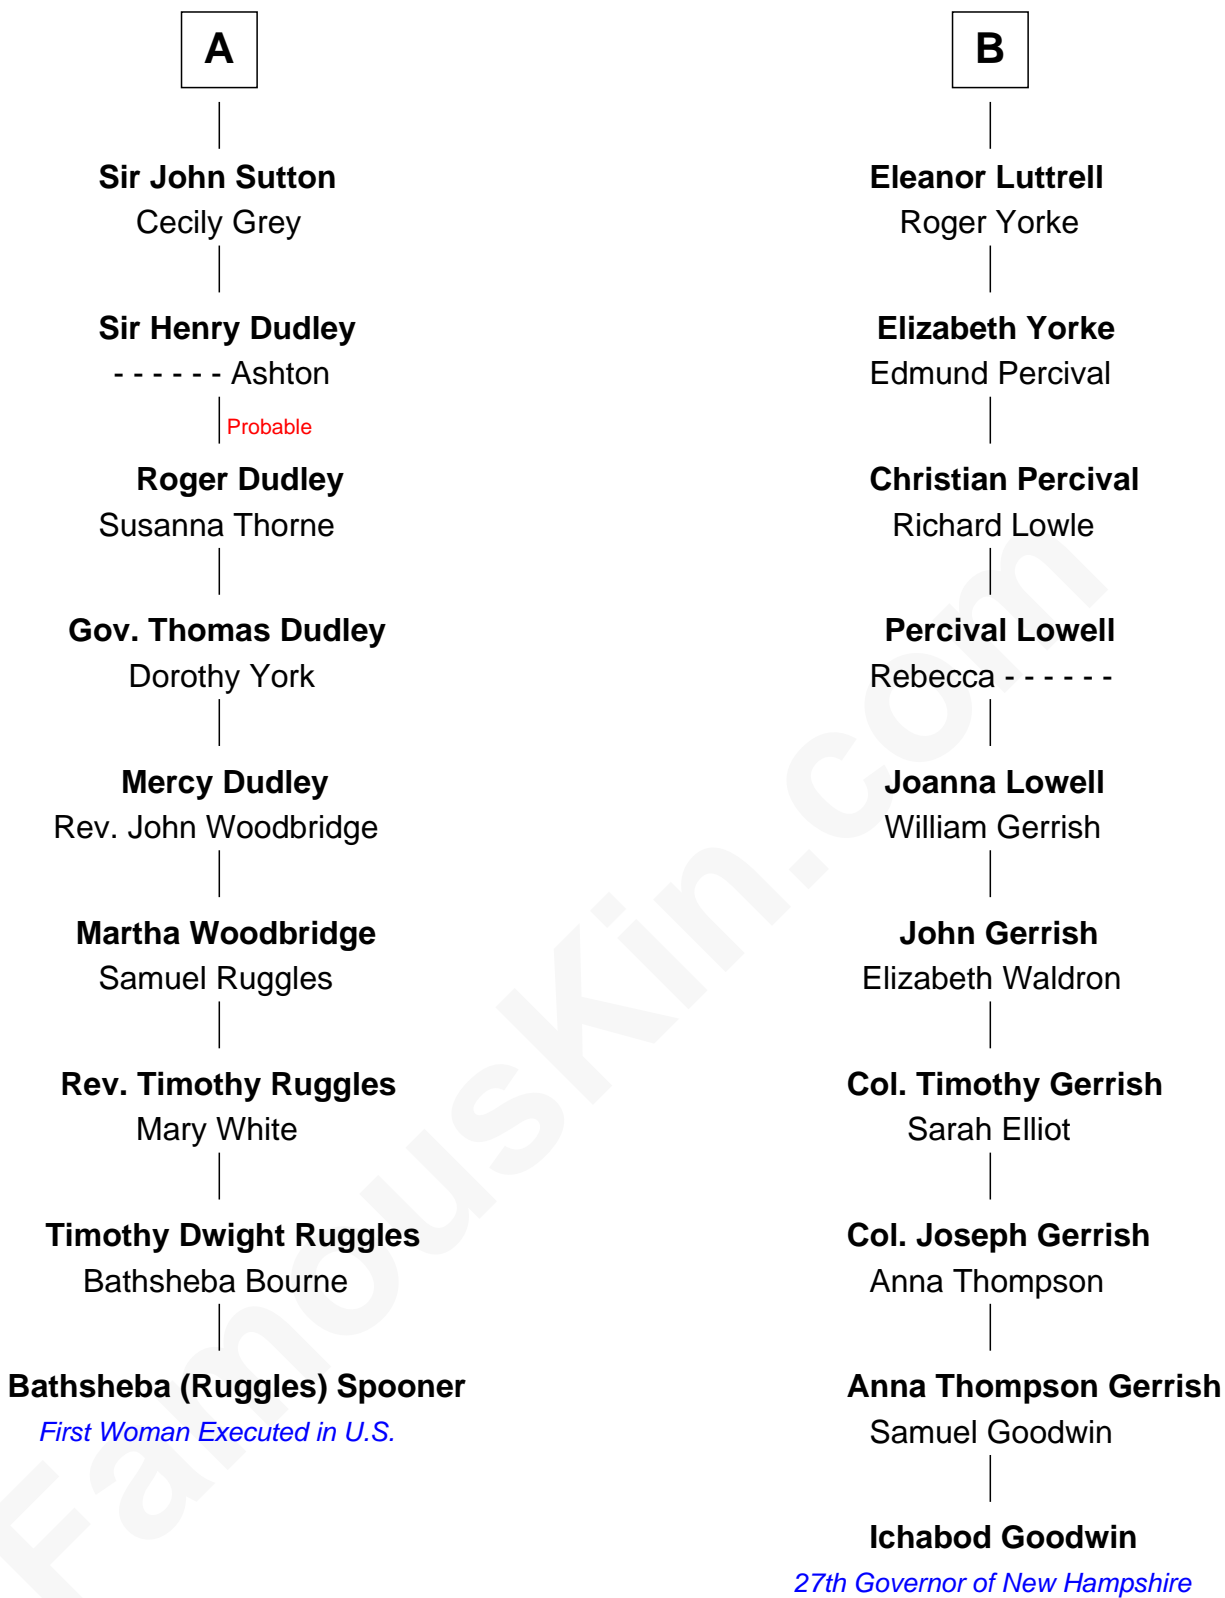 A
Sir John Sutton
Cecily Grey
Sir Henry Dudley
- - - - - - Ashton
Probable
Roger Dudley
Susanna Thorne
Gov. Thomas Dudley
Dorothy York
Mercy Dudley
Rev. John Woodbridge
Martha Woodbridge
Samuel Ruggles
Rev. Timothy Ruggles
Mary White
Timothy Dwight Ruggles
Bathsheba Bourne
Bathsheba (Ruggles) Spooner
First Woman Executed in U.S.
B
Eleanor Luttrell
Roger Yorke
Elizabeth Yorke
Edmund Percival
Christian Percival
Richard Lowle
Percival Lowell
Rebecca - - - - - -
Joanna Lowell
William Gerrish
John Gerrish
Elizabeth Waldron
Col. Timothy Gerrish
Sarah Elliot
Col. Joseph Gerrish
Anna Thompson
Anna Thompson Gerrish
Samuel Goodwin
Ichabod Goodwin
27th Governor of New Hampshire
FamousKin.com